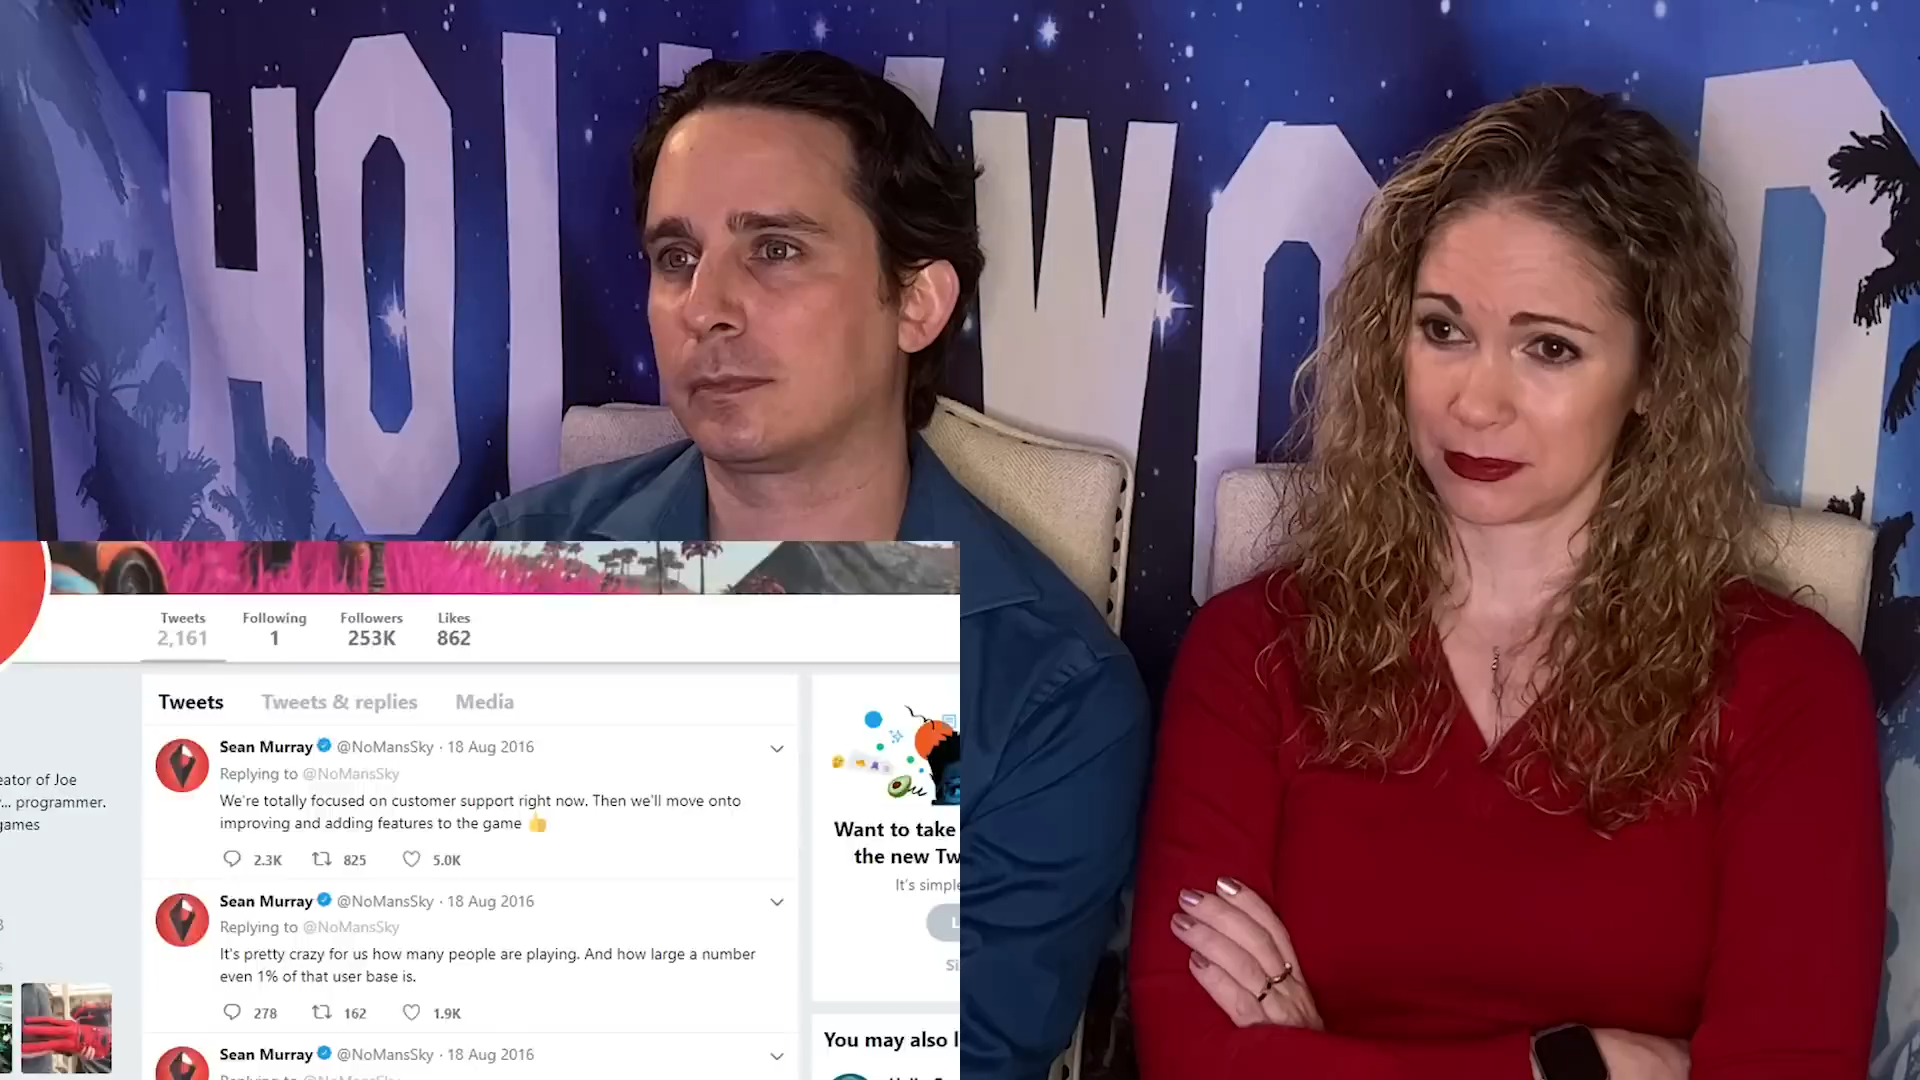 HOLLYWOOD
Tweets Following Followers Likes
2,161 1 253K 862
Tweets Tweets & replies Media
Sean Murray @NoMansSky · 18 Aug 2016
Replying to @NoMansSky
We're totally focused on customer support right now. Then we'll move onto
improving and adding features to the game 👍
2.3K 825 5.0K
Sean Murray @NoMansSky · 18 Aug 2016
Replying to @NoMansSky
It's pretty crazy for us how many people are playing. And how large a number
even 1% of that user base is.
278 162 1.9K
Sean Murray @NoMansSky · 18 Aug 2016
Replying to @NoMansSky
eator of Joe
... programmer.
games
Want to take
the new Tw
It's simple
You may also l